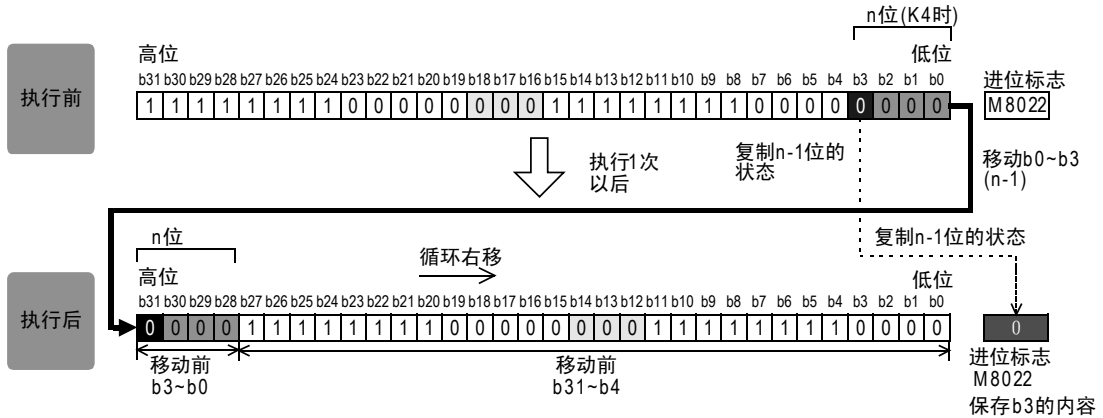 n位(K4时)
高位 低位
b31 b30 b29 b28 b27 b26 b25 b24 b23 b22 b21 b20 b19 b18 b17 b16 b15 b14 b13 b12 b11 b10 b9 b8 b7 b6 b5 b4 b3 b2 b1 b0
进位标志
执行前
1 1 1 1 1 1 1 1 0 0 0 0 0 0 0 0 1 1 1 1 1 1 1 1 0 0 0 0 0 0 0 0
M8022
执行1次
以后
复制n-1位的
状态
移动b0~b3
(n-1)
n位
循环右移
复制n-1位的状态
高位 低位
b31 b30 b29 b28 b27 b26 b25 b24 b23 b22 b21 b20 b19 b18 b17 b16 b15 b14 b13 b12 b11 b10 b9 b8 b7 b6 b5 b4 b3 b2 b1 b0
执行后
0 0 0 0 1 1 1 1 1 1 1 1 0 0 0 0 0 0 0 0 1 1 1 1 1 1 1 1 0 0 0 0
0
移动前
b3~b0
移动前
b31~b4
进位标志
M8022
保存b3的内容